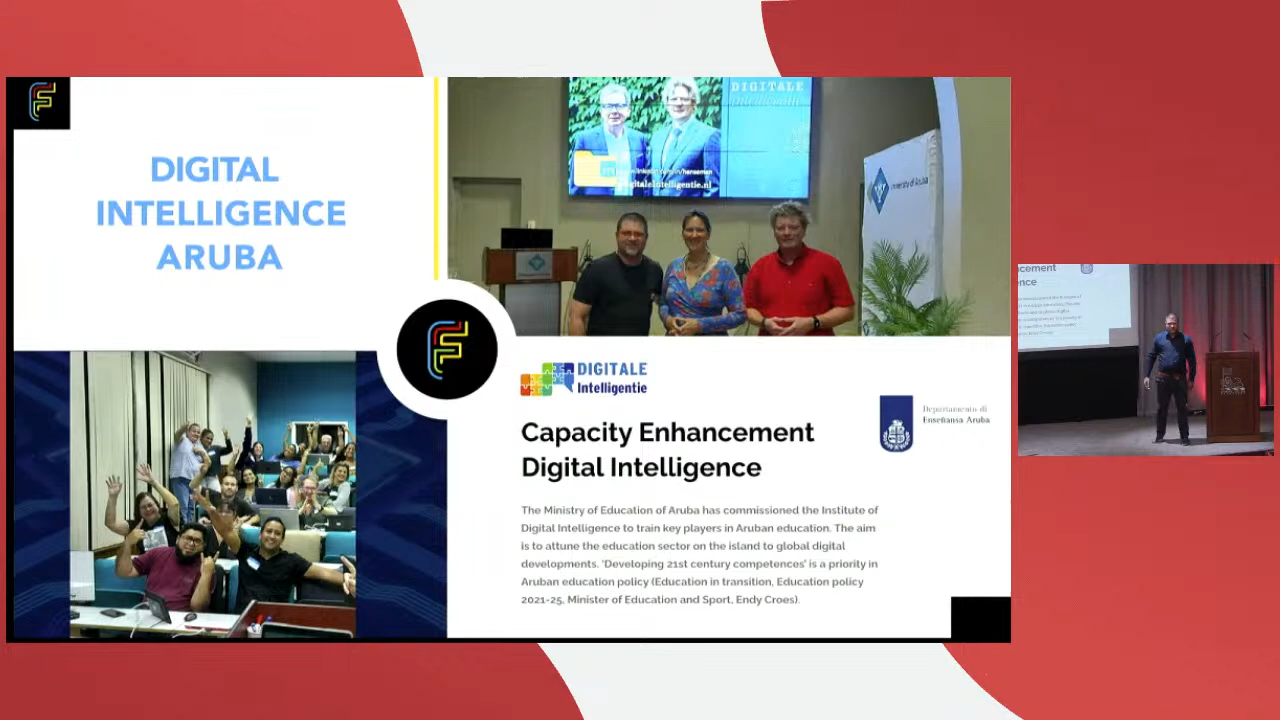 DIGITAL
INTELLIGENCE
ARUBA
DIGITALE
Intelligentie
Capacity Enhancement
Digital Intelligence
The Ministry of Education of Aruba has commissioned the Institute of
Digital Intelligence to train key players in Aruban education. The aim
is to attune the education sector on the island to global digital
developments. ‘Developing 21st century competences’ is a priority in
Aruban education policy (Education in transition, Education policy
2021-25, Minister of Education and Sport, Endy Croes).
Departamento di
Enseñansa Aruba
DIGITALE
digitaleintelligentie.nl
University of Aruba